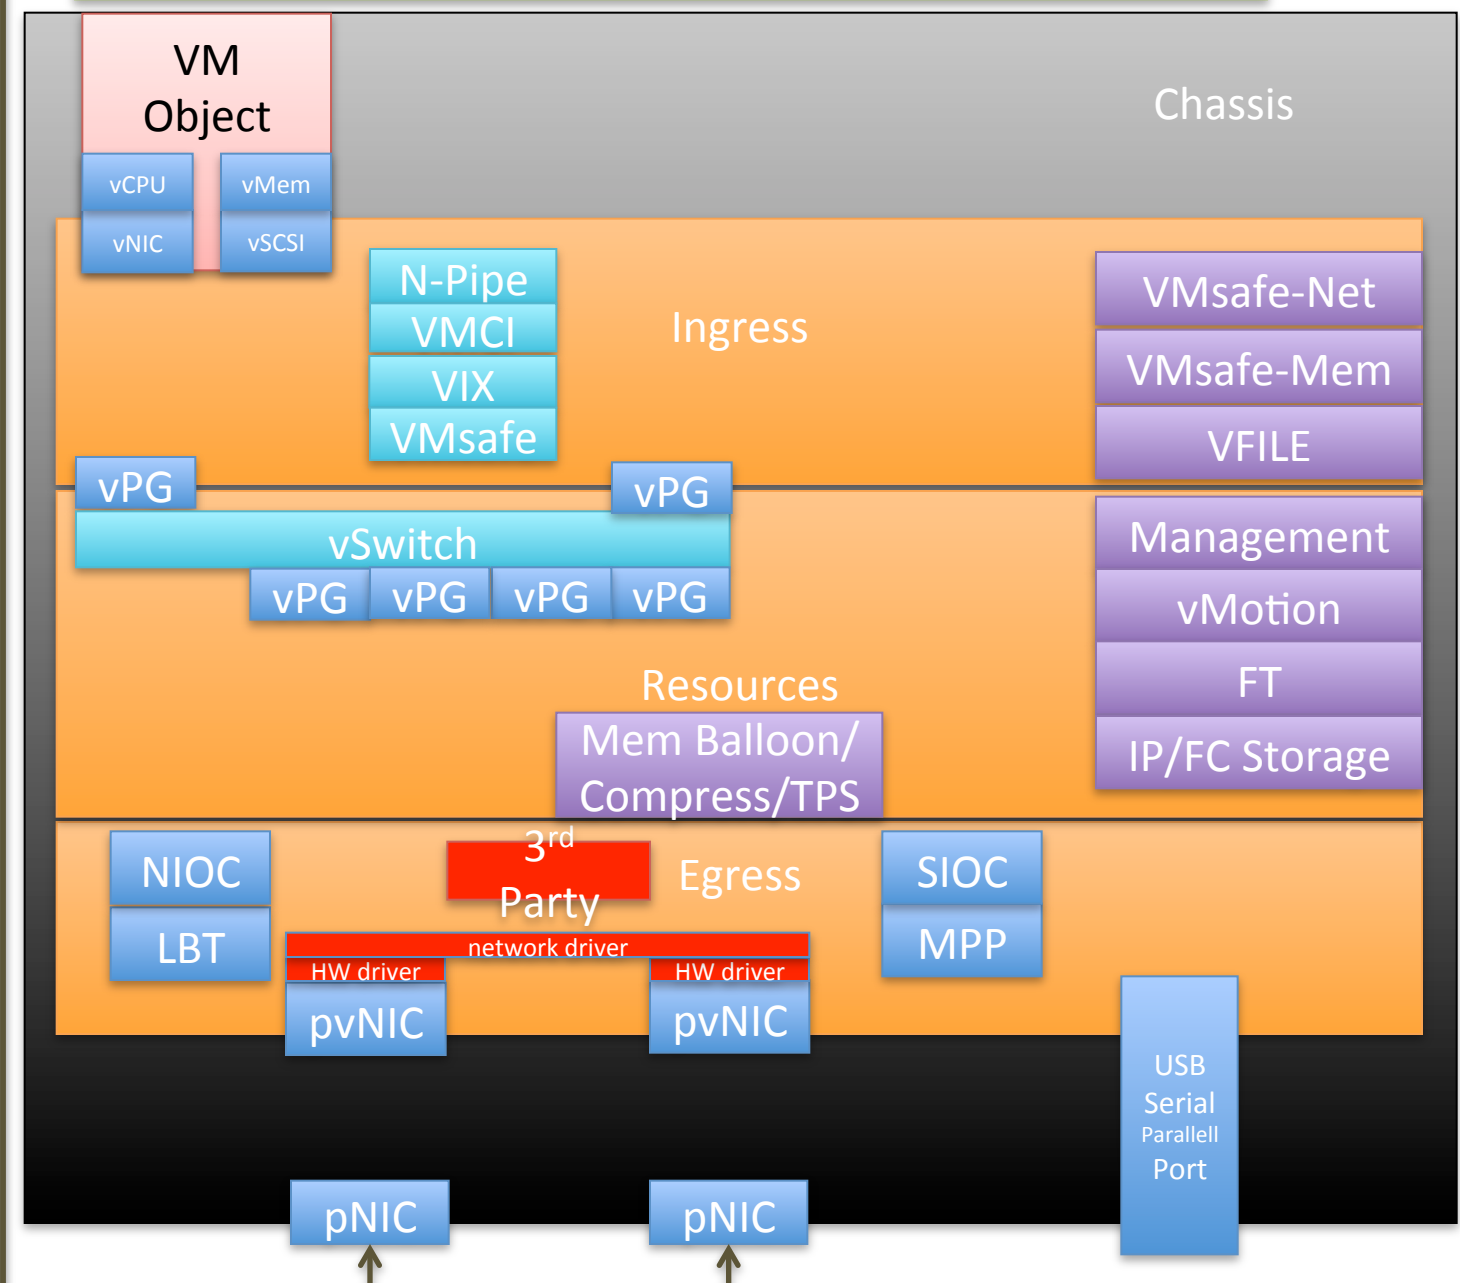 VM
Object
Chassis
vCPU
vMem
vNIC
vSCSI
N-Pipe
VMCI
VIX
VMsafe
Ingress
VMsafe-Net
VMsafe-Mem
VFILE
vPG
vPG
vSwitch
vPG
vPG
vPG
vPG
Management
vMotion
FT
IP/FC Storage
Resources
Mem Balloon/
Compress/TPS
NIOC
LBT
3rd
Party
Egress
SIOC
MPP
network driver
HW driver
HW driver
pvNIC
pvNIC
USB
Serial
Parallell
Port
pNIC
pNIC